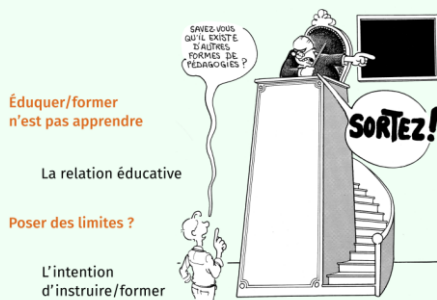 SAVEZ-VOUS
QU'IL EXISTE
D'AUTRES
FORMES DE
PÉDAGOGIES ?
SORTEZ!
Éduquer/former
n'est pas apprendre
La relation éducative
Poser des limites ?
L'intention
d'instruire/former